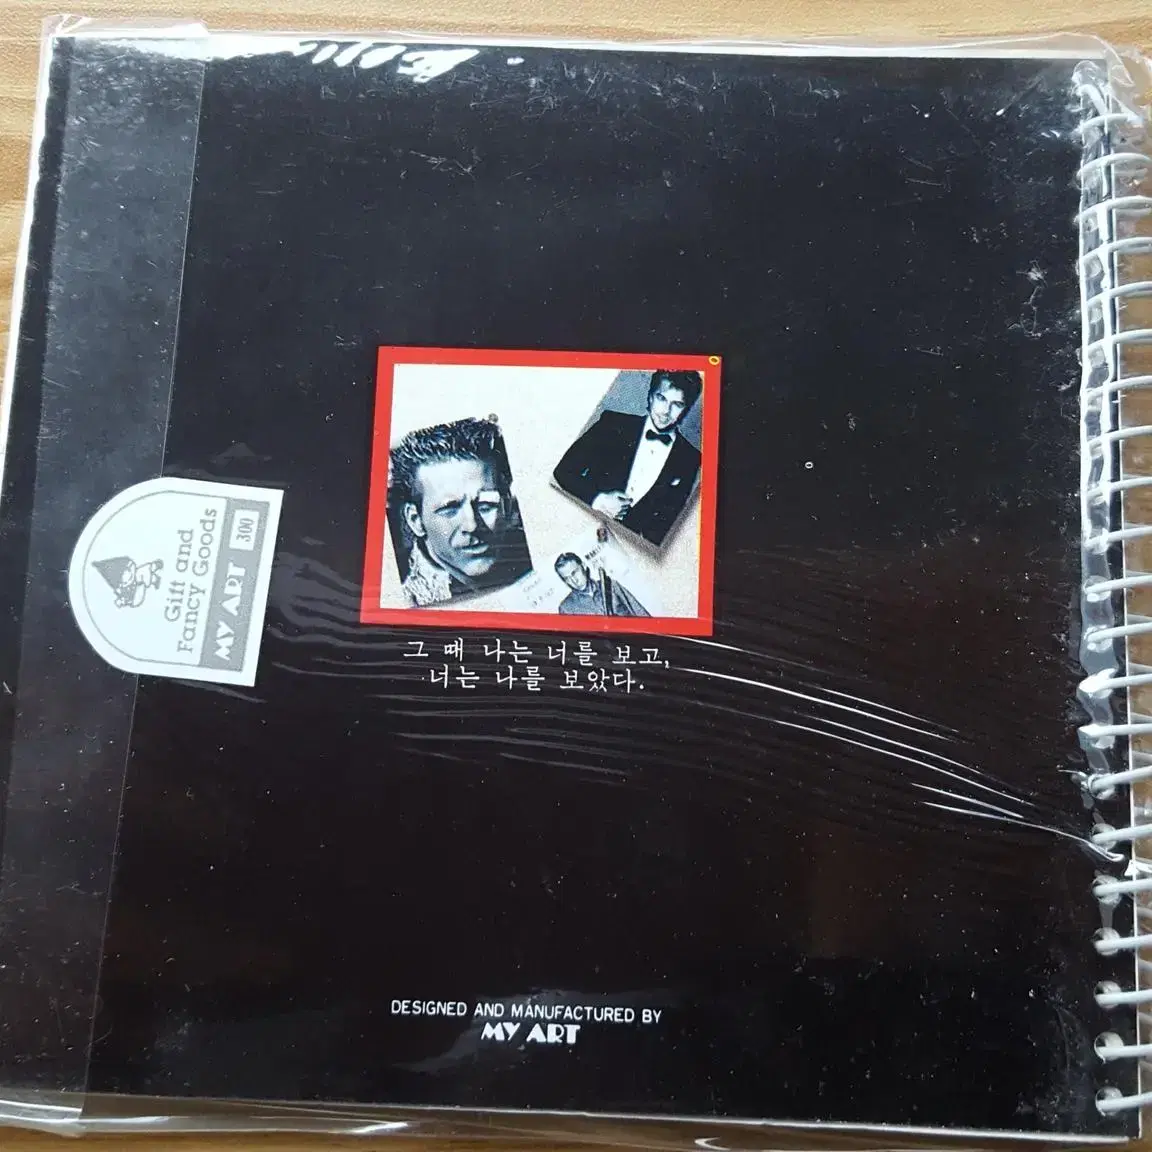 Gift and
Fancy Goods
MY ART 300
그 때 나는 너를 보고,
너는 나를 보았다.
DESIGNED AND MANUFACTURED BY
MY ART